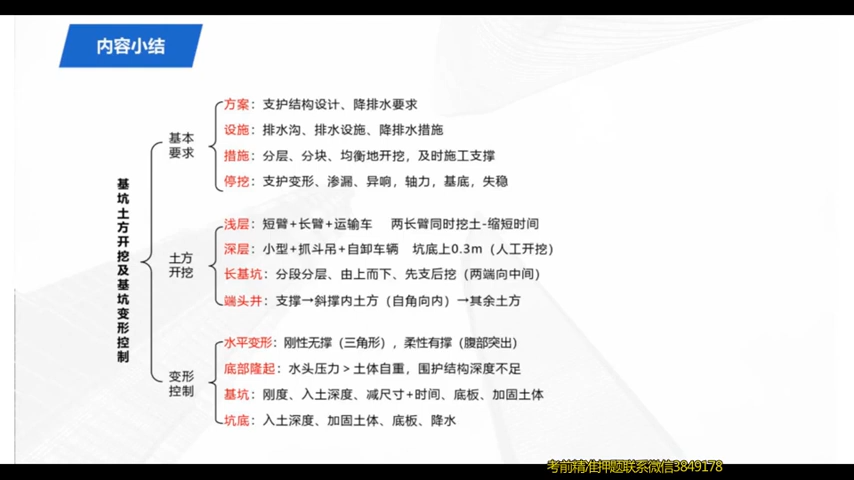 内容小结
基坑土方开挖及基坑变形控制
基本
要求
方案：支护结构设计、降排水要求
设施：排水沟、排水设施、降排水措施
措施：分层、分块、均衡地开挖，及时施工支撑
停挖：支护变形、渗漏、异响，轴力，基底，失稳
土方
开挖
浅层：短臂+长臂+运输车 两长臂同时挖土-缩短时间
深层：小型+抓斗吊+自卸车辆 坑底上0.3m（人工开挖）
长基坑：分段分层、由上而下、先支后挖（两端向中间）
端头井：支撑→斜撑内土方（自角向内）→其余土方
变形
控制
水平变形：刚性无撑（三角形），柔性有撑（腹部突出）
底部隆起：水头压力＞土体自重，围护结构深度不足
基坑：刚度、入土深度、减尺寸+时间、底板、加固土体
坑底：入土深度、加固土体、底板、降水
考前精准押题联系微信3849178